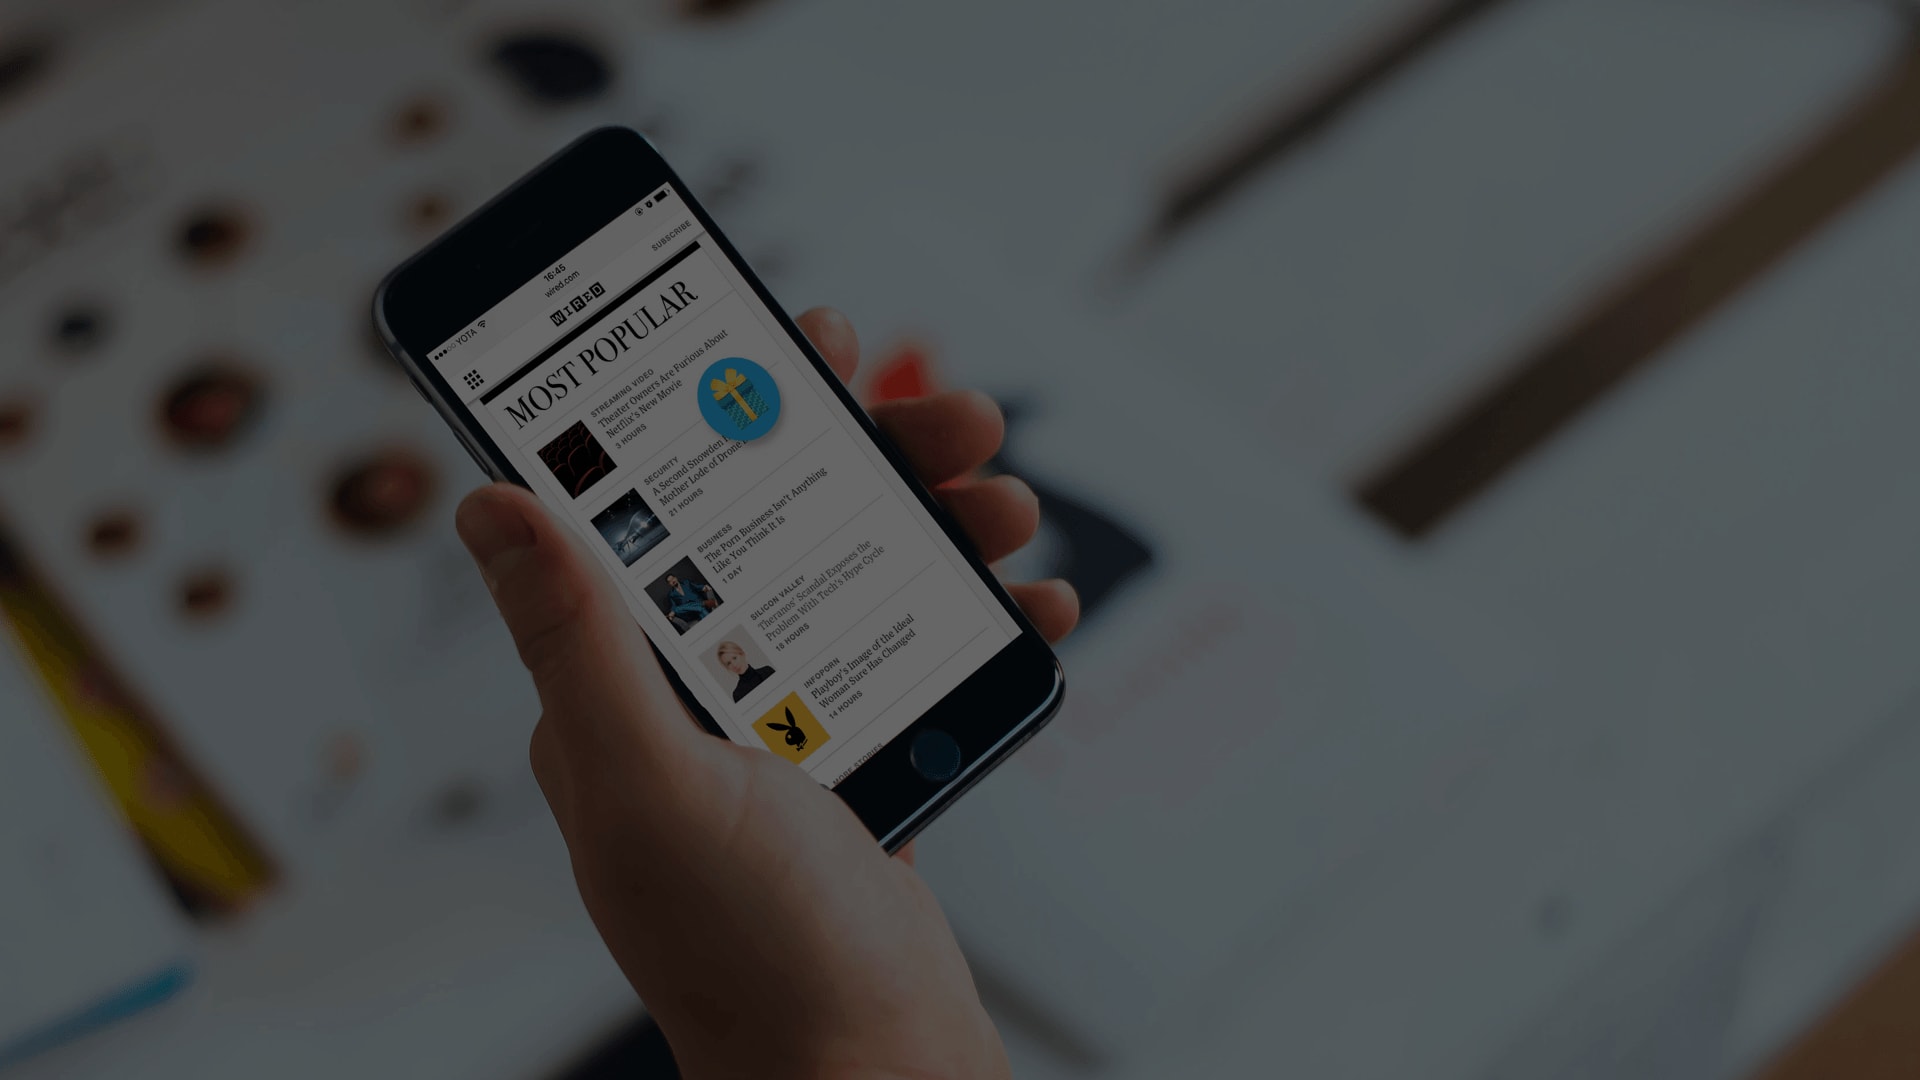 YOTA
16:45
wired.com
WIRED
SUBSCRIBE
MOST POPULAR
STREAMING VIDEO
Theater Owners Are Furious About
Netflix's New Movie
3 HOURS
SECURITY
A Second Snowden
Mother Lode of Drone
21 HOURS
BUSINESS
The Porn Business Isn't Anything
Like You Think It Is
1 DAY
SILICON VALLEY
Theranos' Scandal Exposes the
Problem With Tech's Hype Cycle
18 HOURS
INFOPORN
Playboy's Image of the Ideal
Woman Sure Has Changed
14 HOURS
MORE STORIES